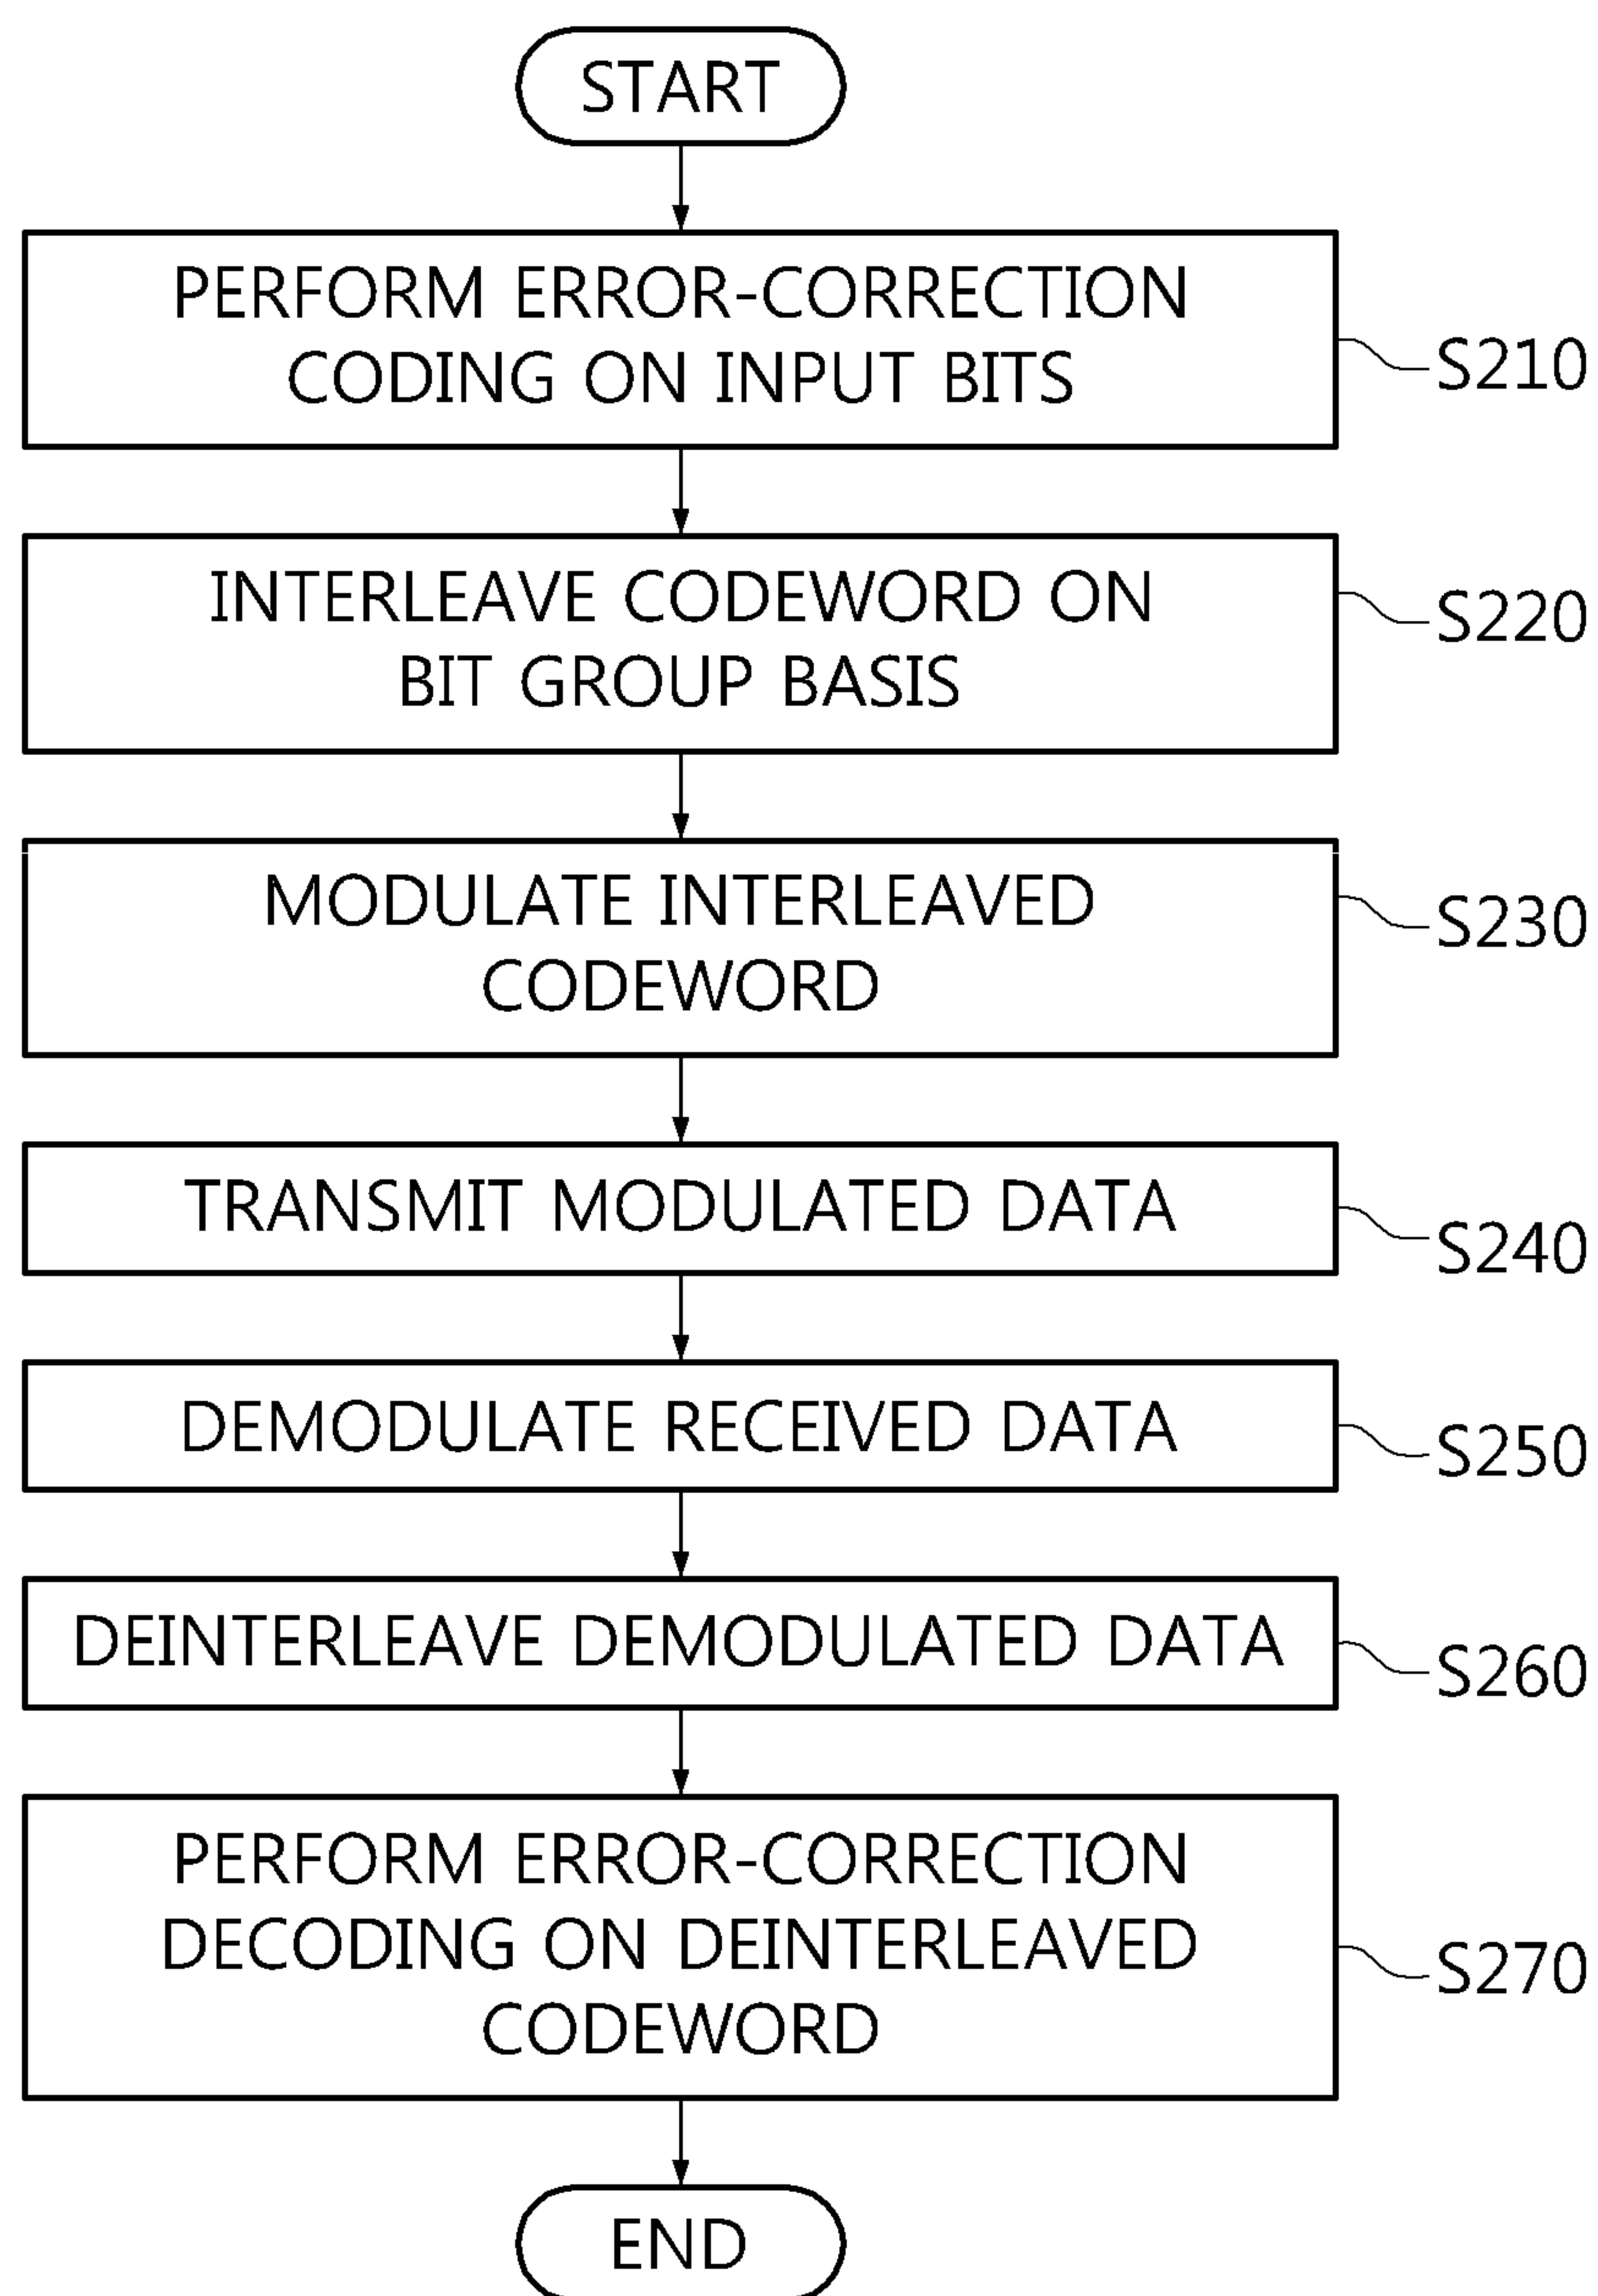 START
PERFORM ERROR-CORRECTION
CODING ON INPUT BITS
S210
INTERLEAVE CODEWORD ON
BIT GROUP BASIS
S220
MODULATE INTERLEAVED
CODEWORD
S230
TRANSMIT MODULATED DATA
S240
DEMODULATE RECEIVED DATA
S250
DEINTERLEAVE DEMODULATED DATA
S260
PERFORM ERROR-CORRECTION
DECODING ON DEINTERLEAVED
CODEWORD
S270
END